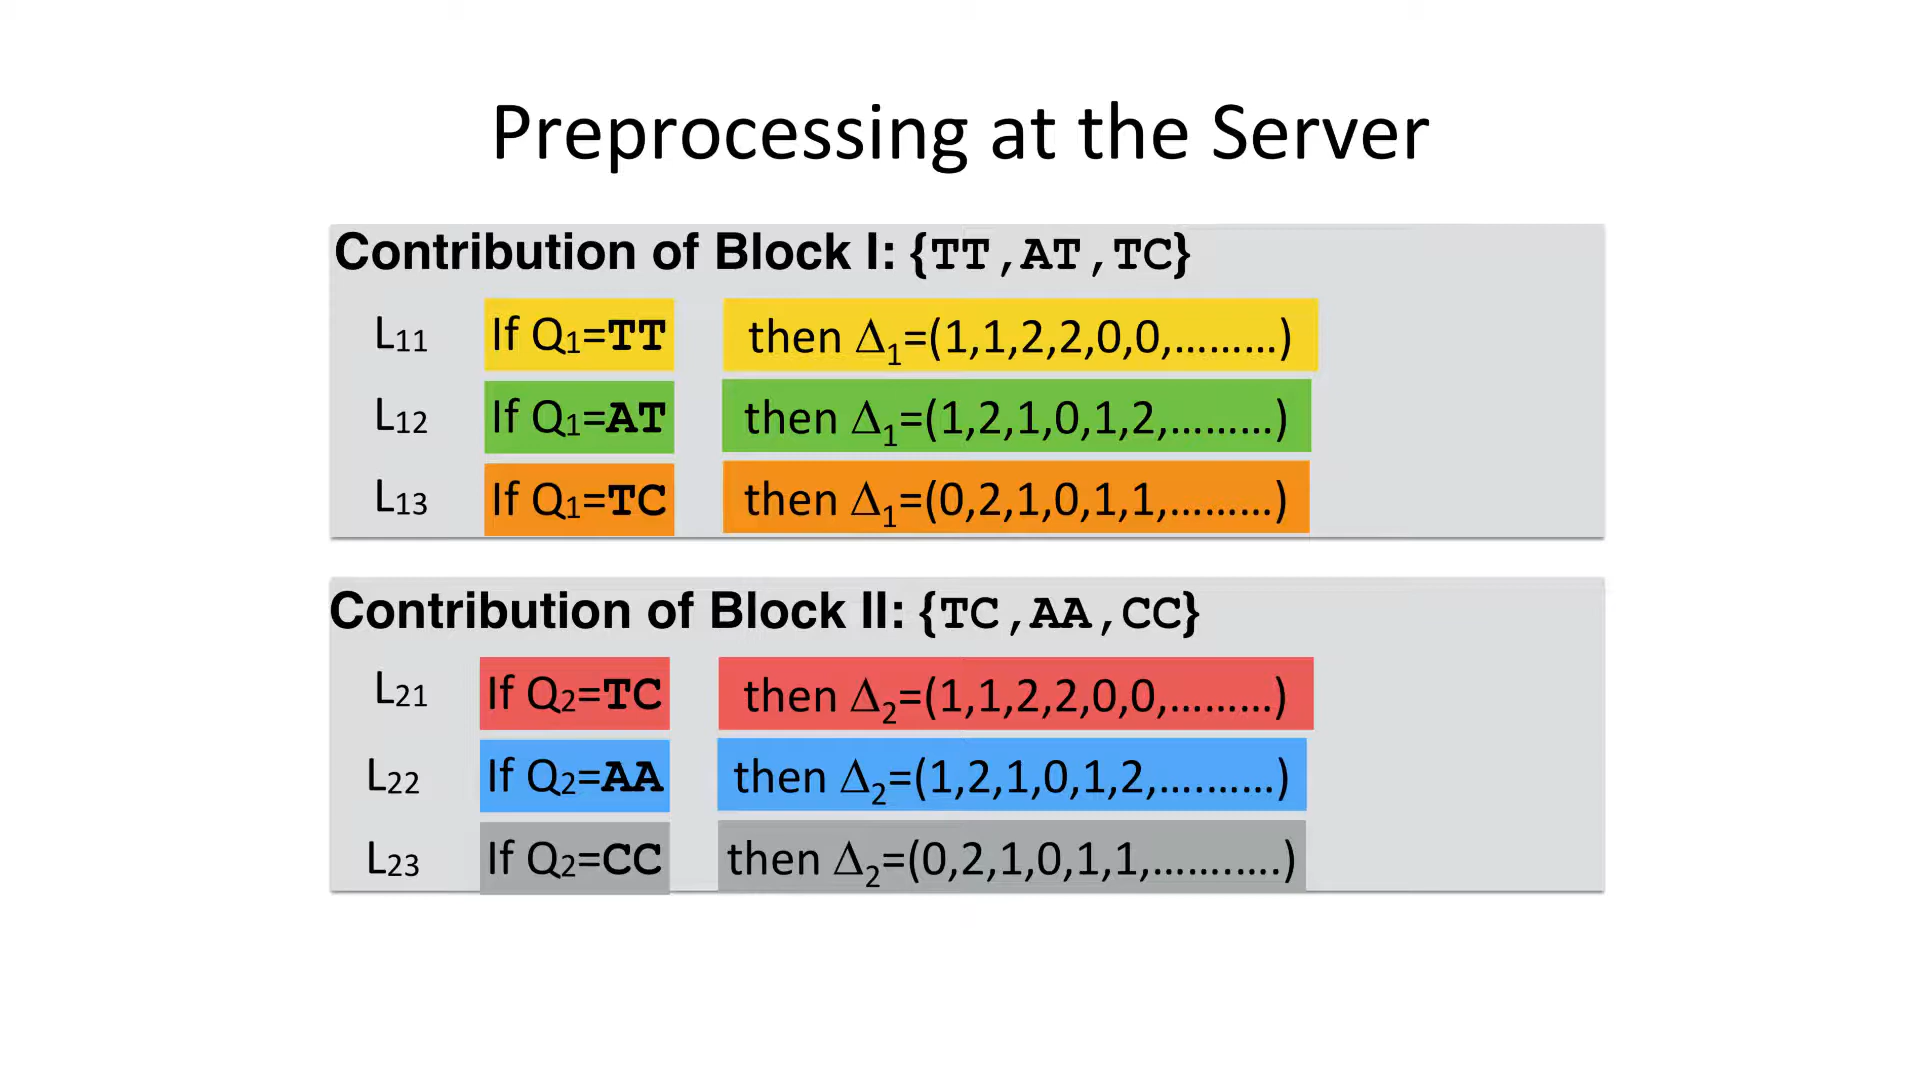 Preprocessing at the Server
Contribution of Block I: {TT,AT,TC}
L11 If Q1=TT then Δ1=(1,1,2,2,0,0,………)
L12 If Q1=AT then Δ1=(1,2,1,0,1,2,………)
L13 If Q1=TC then Δ1=(0,2,1,0,1,1,………)
Contribution of Block II: {TC,AA,CC}
L21 If Q2=TC then Δ2=(1,1,2,2,0,0,………)
L22 If Q2=AA then Δ2=(1,2,1,0,1,2,……….)
L23 If Q2=CC then Δ2=(0,2,1,0,1,1,…………)